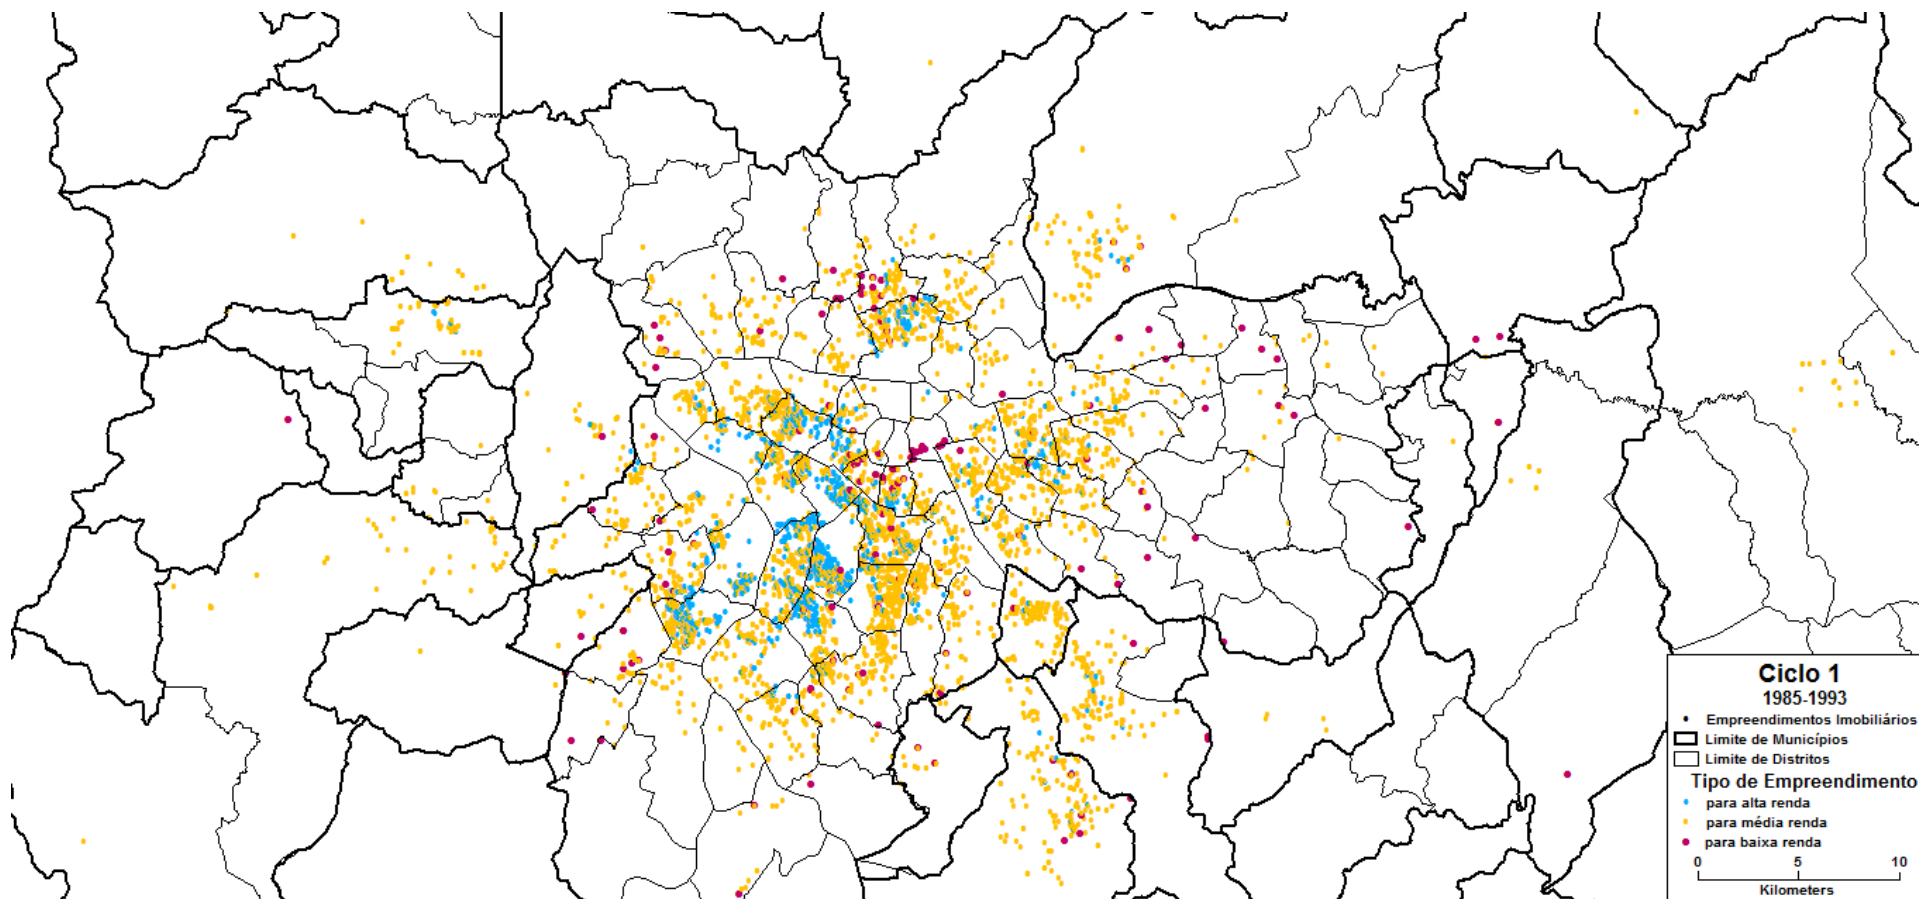 Ciclo 1
1985-1993
Empreendimentos Imobiliários
Limite de Municípios
Limite de Distritos
Tipo de Empreendimento
para alta renda
para média renda
para baixa renda
0 5 10
Kilometers